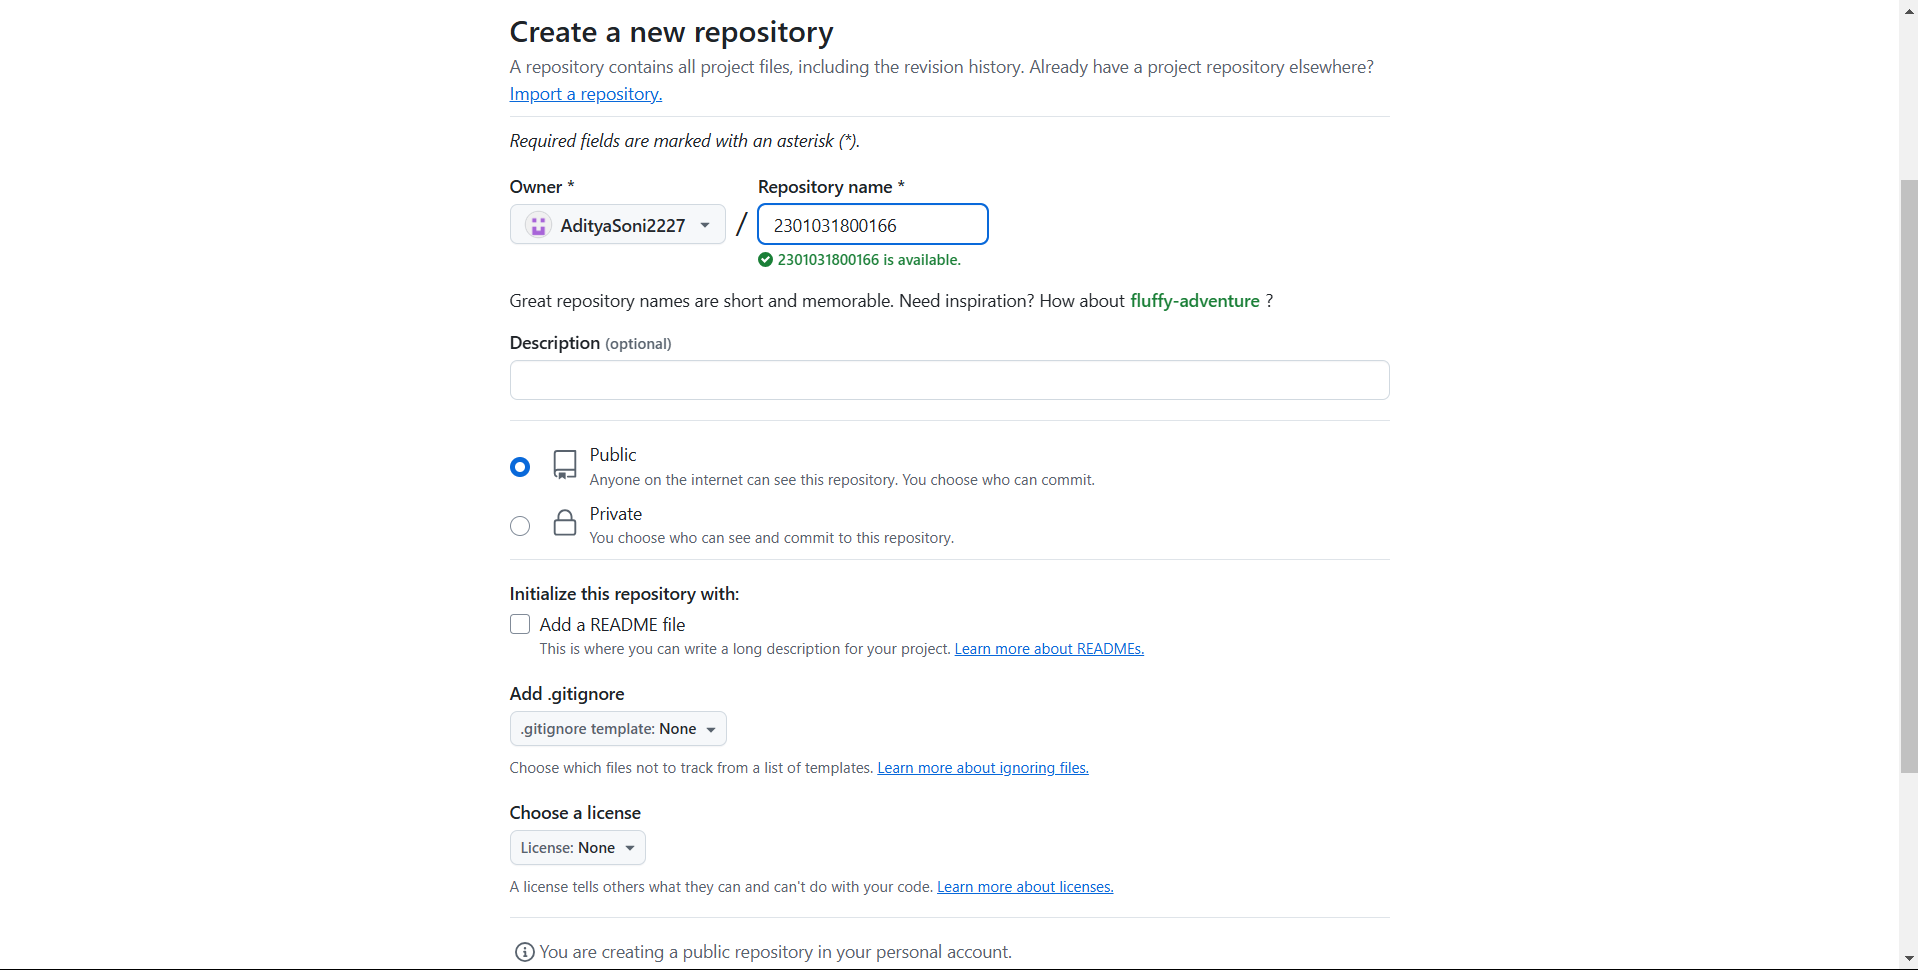 Create a new repository
A repository contains all project files, including the revision history. Already have a project repository elsewhere?
Import a repository.
Required fields are marked with an asterisk (*).
Owner *
Repository name *
AdityaSoni2227
/
2301031800166
2301031800166 is available.
Great repository names are short and memorable. Need inspiration? How about fluffy-adventure ?
Description (optional)
Public
Anyone on the internet can see this repository. You choose who can commit.
Private
You choose who can see and commit to this repository.
Initialize this repository with:
Add a README file
This is where you can write a long description for your project. Learn more about READMEs.
Add .gitignore
.gitignore template: None
Choose which files not to track from a list of templates. Learn more about ignoring files.
Choose a license
License: None
A license tells others what they can and can't do with your code. Learn more about licenses.
You are creating a public repository in your personal account.